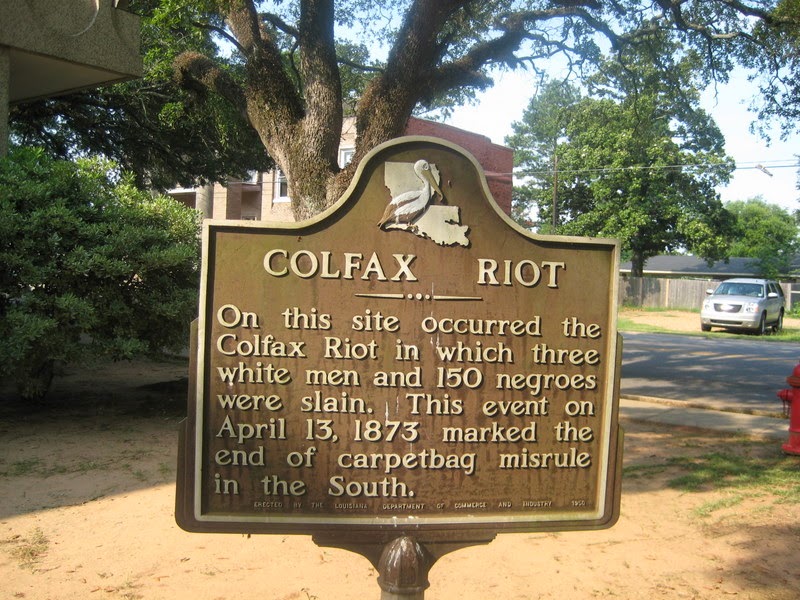 COLFAX RIOT
On this site occurred the
Colfax Riot in which three
white men and 150 negroes
were slain. This event on
April 13, 1873 marked the
end of carpetbag misrule
in the South.
ERECTED BY THE LOUISIANA DEPARTMENT OF COMMERCE AND INDUSTRY 1950